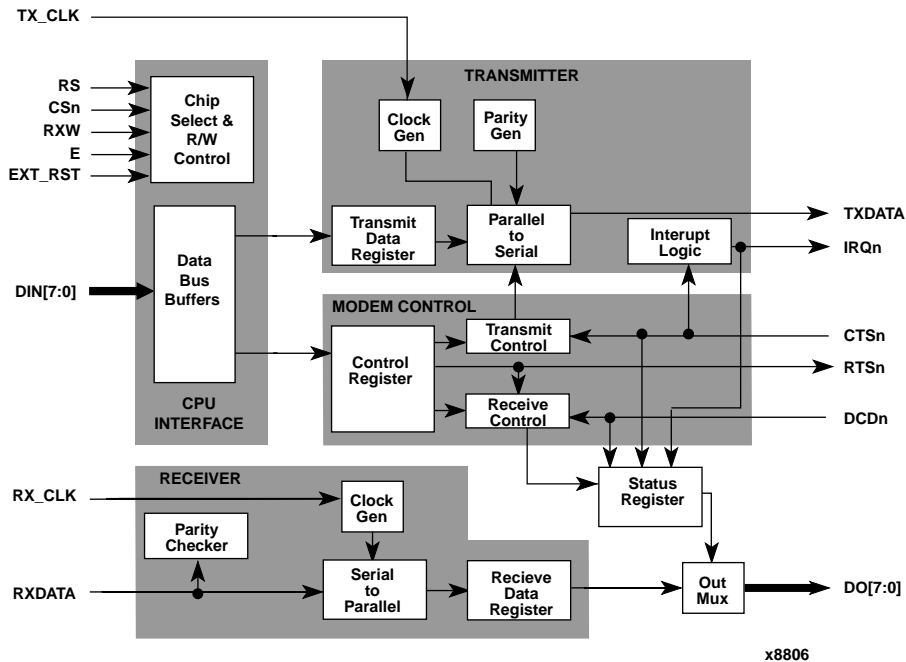 TX_CLK
TRANSMITTER
RS
CSn
RXW
E
EXT_RST
Chip
Select &
R/W
Control
Clock
Gen
Parity
Gen
Transmit
Data
Register
Parallel
to
Serial
TXDATA
Interupt
Logic
IRQn
DIN[7:0]
Data
Bus
Buffers
CPU
INTERFACE
MODEM CONTROL
Control
Register
Transmit
Control
CTSn
RTSn
Receive
Control
DCDn
RECEIVER
RX_CLK
Clock
Gen
Status
Register
Parity
Checker
RXDATA
Serial
to
Parallel
Recieve
Data
Register
Out
Mux
DO[7:0]
x8806